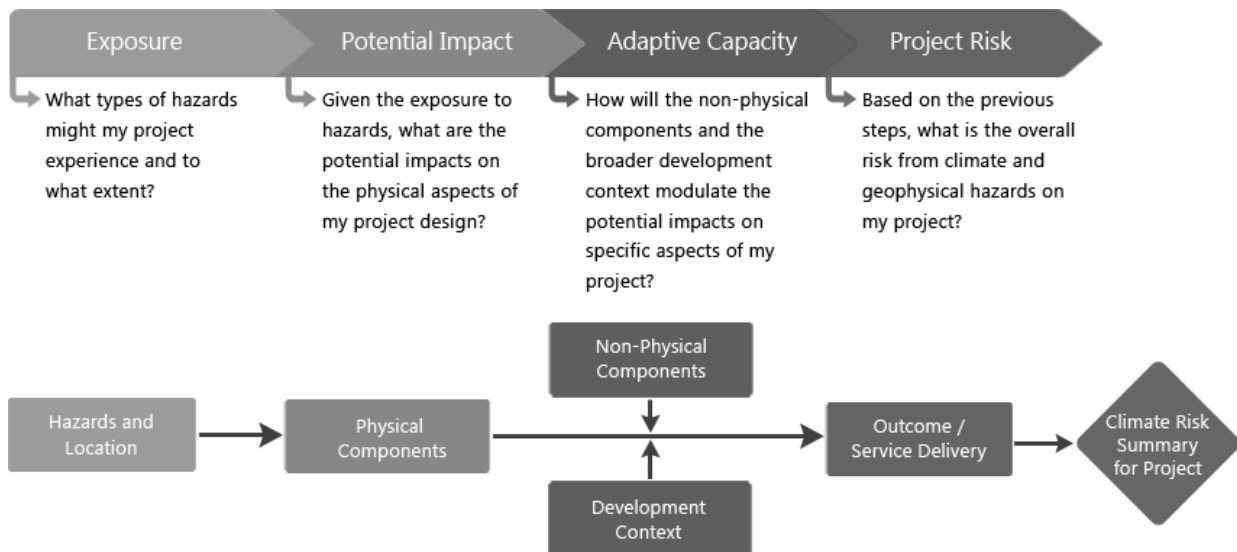 Exposure
Potential Impact
Adaptive Capacity
Project Risk
What types of hazards
might my project
experience and to
what extent?
Given the exposure to
hazards, what are the
potential impacts on
the physical aspects of
my project design?
How will the non-physical
components and the
broader development
context modulate the
potential impacts on
specific aspects of my
project?
Based on the previous
steps, what is the overall
risk from climate and
geophysical hazards on
my project?
Hazards and
Location
Physical
Components
Non-Physical
Components
Development
Context
Outcome /
Service Delivery
Climate Risk
Summary
for Project